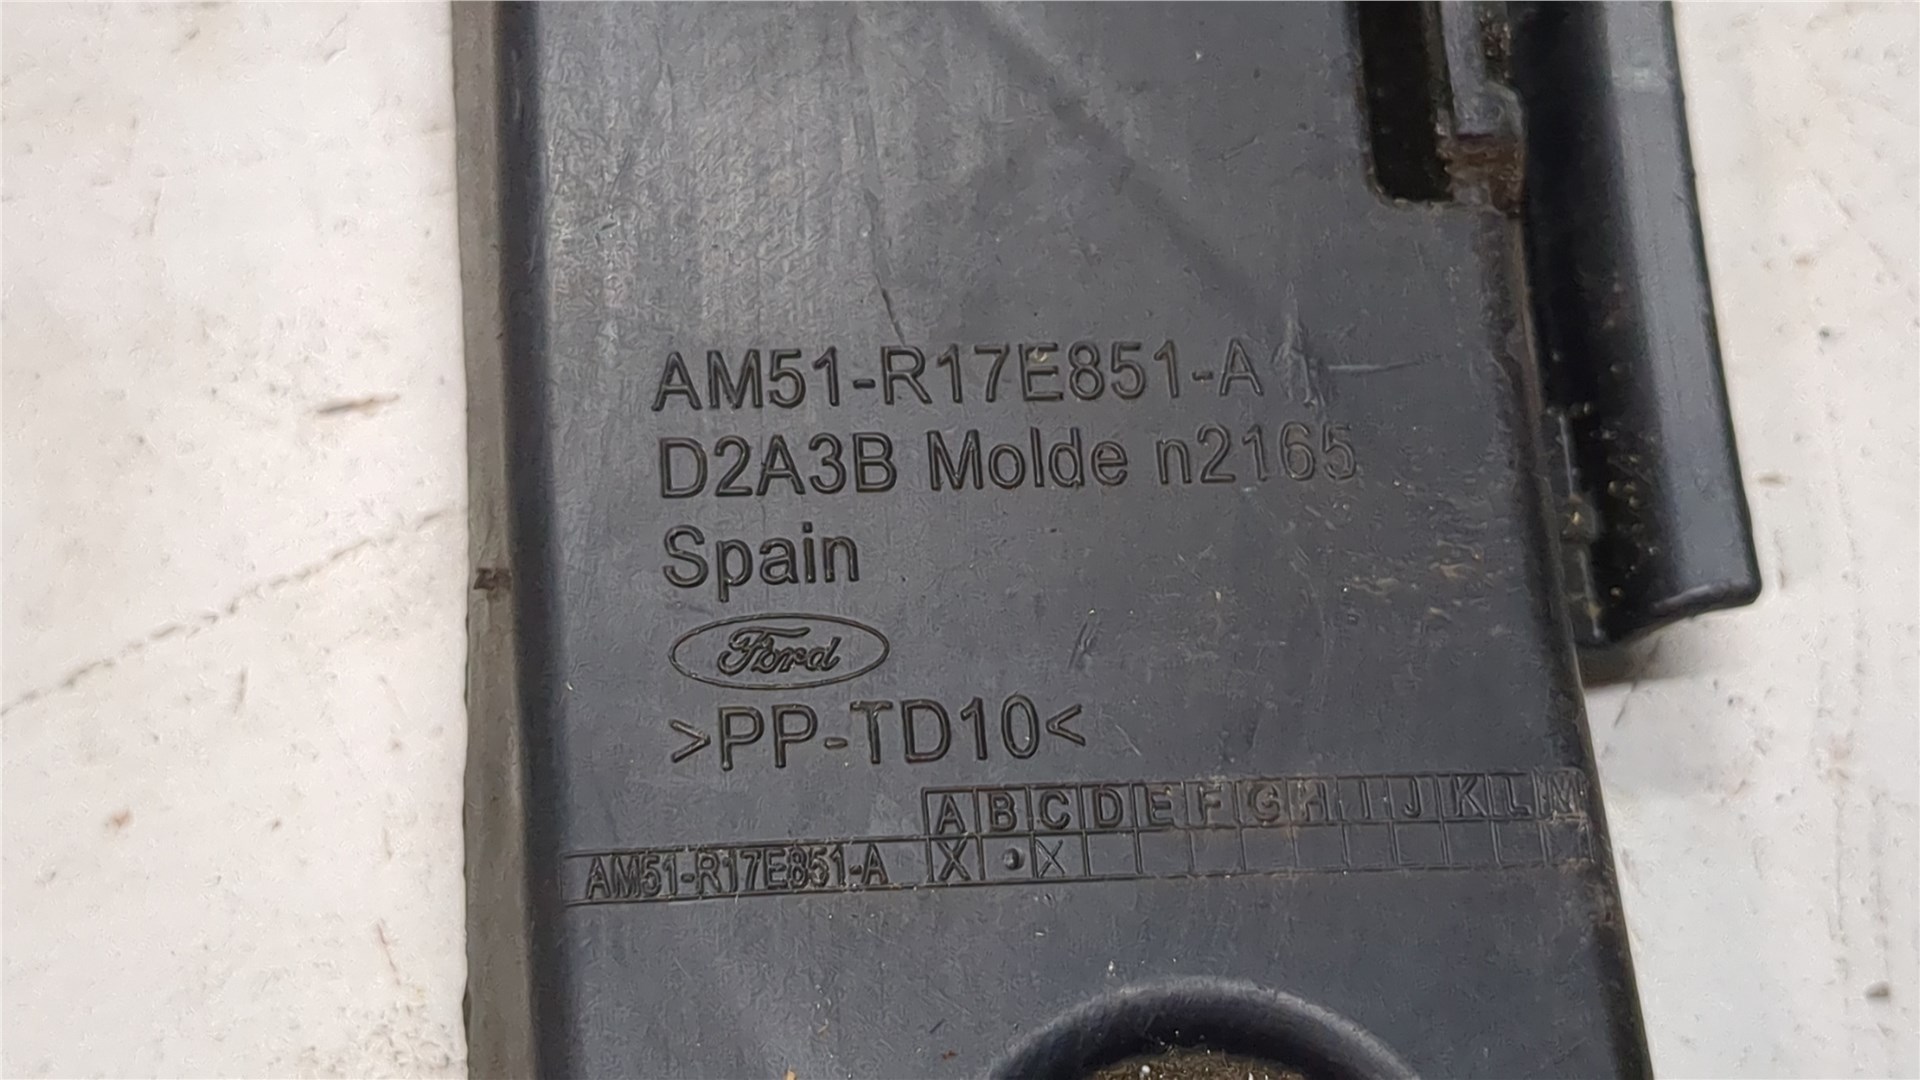 AM51-R17E851-A
D2A3B Molde n2165
Spain
Ford
>PP-TD10<
A B C D E F G H I J K L M
AM51-R17E851-A X • X